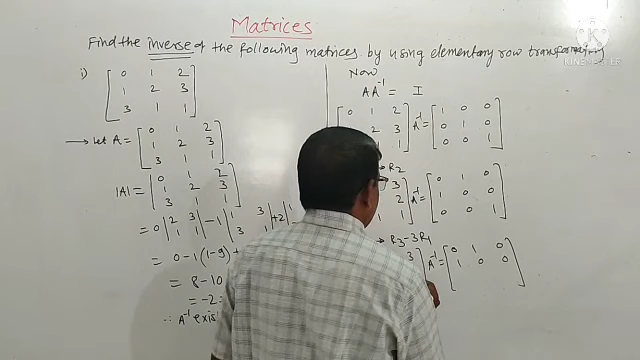 Matrices
Find the inverse of the following matrices by using elementary row
KINEMASTER
i) [ 0 1 2
1 2 3
3 1 1 ]
→ let A = [ 0 1 2
1 2 3
3 1 1 ]
|A| = | 0 1 2
1 2 3
3 1 1 |
= 0 | 2 3
1 1 | -1 | 1 3
3 | +2 | 1
= 0 -1(1-9) +
= 8 - 10
= -2
∴ A⁻¹ exist
Now
AA⁻¹ = I
[ 0 1 2
2 3
1 ] A⁻¹ = [ 1 0 0
0 1 0
0 0 1 ]
R2
3
2
1 ] A⁻¹ = [ 0 1 0
1 0 0
0 0 1 ]
→ R3 - 3R1
3 ] A⁻¹ = [ 0 1 0
1 0 0 ]